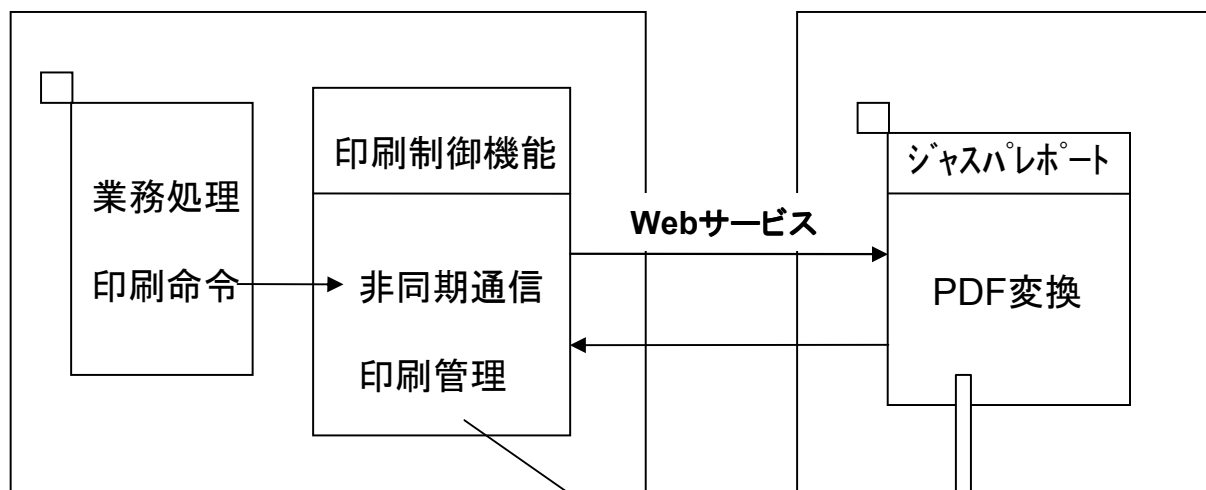 業務処理
印刷命令
印刷制御機能
非同期通信
印刷管理
Webサービス
ｼﾞｬｽﾊﾟﾚﾎﾟｰﾄ
PDF変換